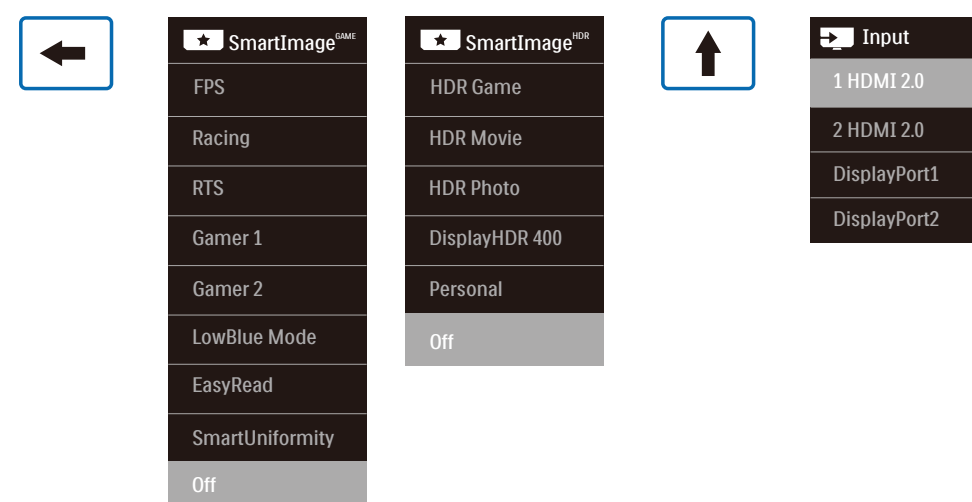 SmartImage GAME
FPS
Racing
RTS
Gamer 1
Gamer 2
LowBlue Mode
EasyRead
SmartUniformity
Off
SmartImage HDR
HDR Game
HDR Movie
HDR Photo
DisplayHDR 400
Personal
Off
Input
1 HDMI 2.0
2 HDMI 2.0
DisplayPort1
DisplayPort2